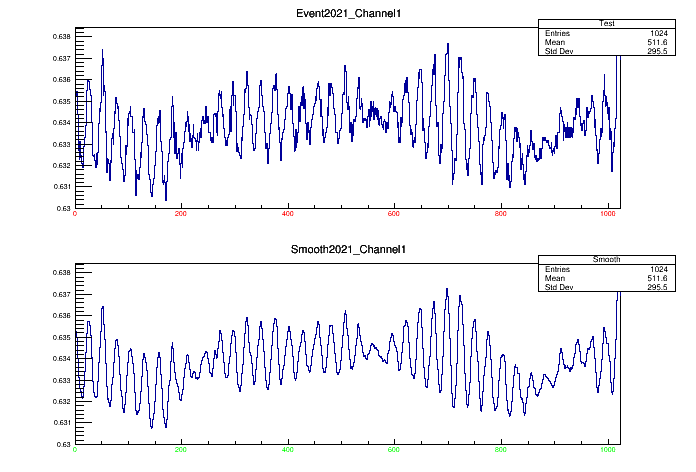 Event2021_Channel1
Test
Entries 1024
Mean 511.6
Std Dev 295.5
0.638
0.637
0.636
0.635
0.634
0.633
0.632
0.631
0.63
0 200 400 600 800 1000
Smooth2021_Channel1
Smooth
Entries 1024
Mean 511.6
Std Dev 295.5
0.638
0.637
0.636
0.635
0.634
0.633
0.632
0.631
0.63
0 200 400 600 800 1000